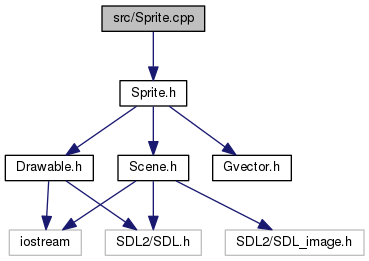 src/Sprite.cpp
Sprite.h
Drawable.h
Scene.h
Gvector.h
iostream
SDL2/SDL.h
SDL2/SDL_image.h